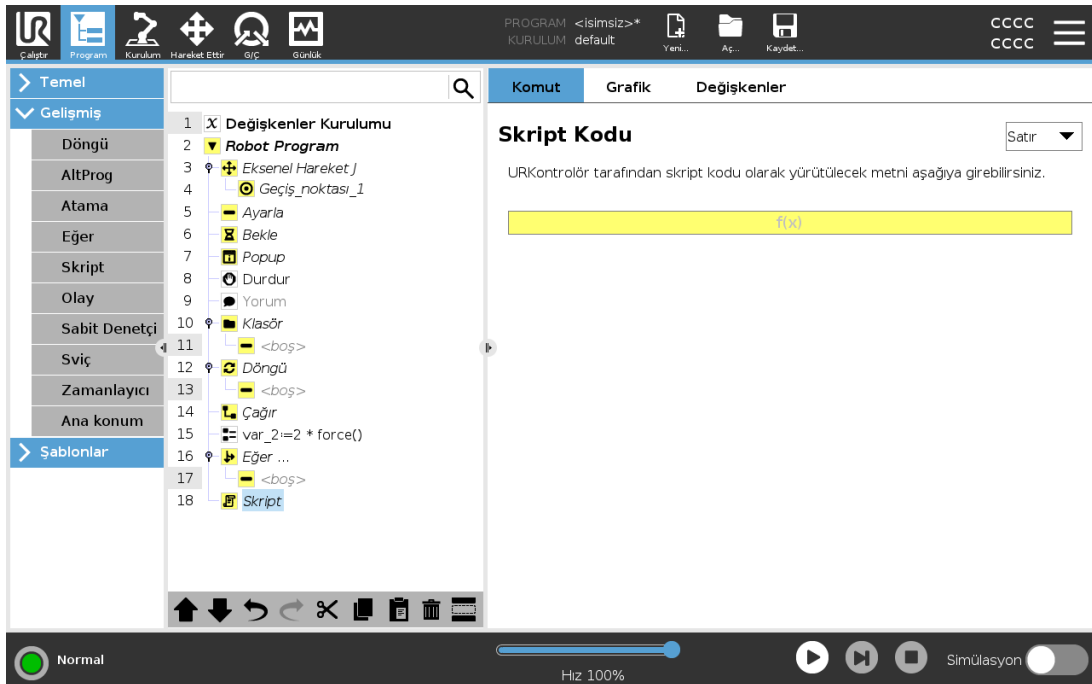 PROGRAM <isimsiz>*
KURULUM default
Çalıştır
Program
Kurulum
Hareket Ettir
G/Ç
Günlük
Yeni...
Aç...
Kaydet...
CCCC
CCCC
Temel
Gelişmiş
Döngü
AltProg
Atama
Eğer
Skript
Olay
Sabit Denetçi
Sviç
Zamanlayıcı
Ana konum
Şablonlar
1 x Değişkenler Kurulumu
2 Robot Program
3 Eksenel Hareket J
4 Geçiş_noktası_1
5 Ayarla
6 Bekle
7 Popup
8 Durdur
9 Yorum
10 Klasör
11 <boş>
12 Döngü
13 <boş>
14 Çağır
15 var_2:=2 * force()
16 Eğer ...
17 <boş>
18 Skript
Komut
Grafik
Değişkenler
Skript Kodu
Satır
URKontrolör tarafından skript kodu olarak yürütülecek metni aşağıya girebilirsiniz.
f(x)
Normal
Hız 100%
Simülasyon